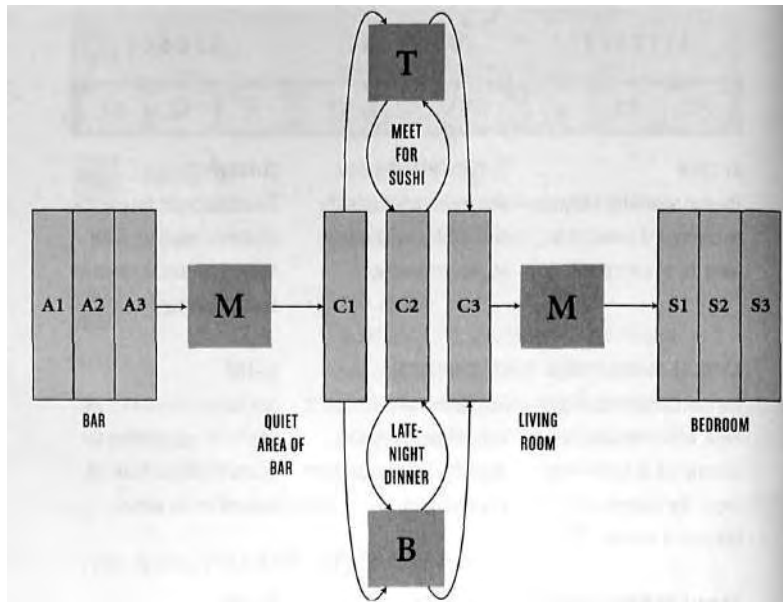 T
MEET
FOR
SUSHI
A1 A2 A3 M C1 C2 C3 M S1 S2 S3
BAR
QUIET
AREA OF
BAR
LATE-
NIGHT
DINNER
LIVING
ROOM
BEDROOM
B